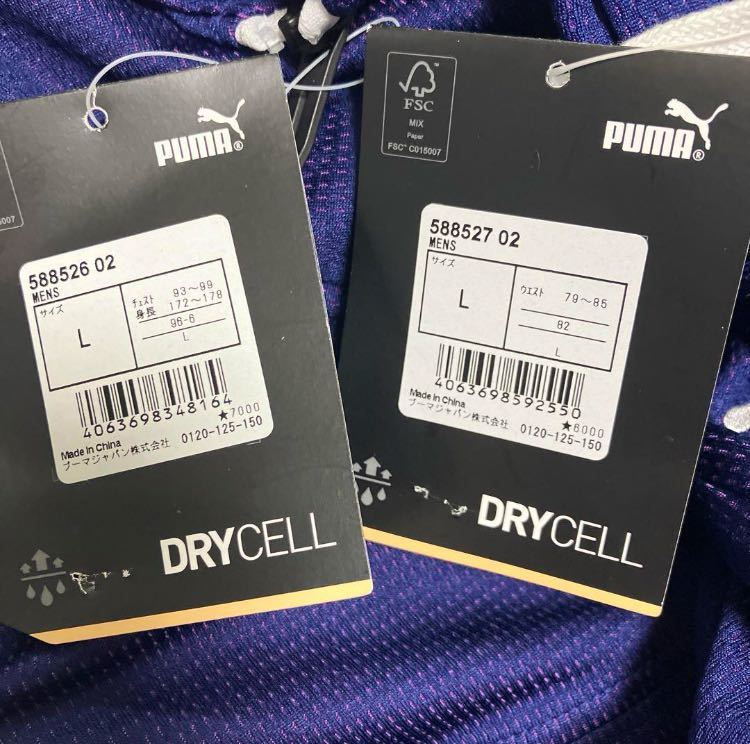 6007
PUMA®
588526 02
MENS
サイズ
L
チェスト 93～99
身長 172～178
96-6
L
4063698348164
★7000
Made in China
プーマジャパン株式会社 0120-125-150
DRYCELL
FSC
MIX
Paper
FSC™ C015007
PUMA®
588527 02
MENS
サイズ
L
ウエスト 79～85
82
L
4063698592550
★6000
Made in China
プーマジャパン株式会社 0120-125-150
DRYCELL